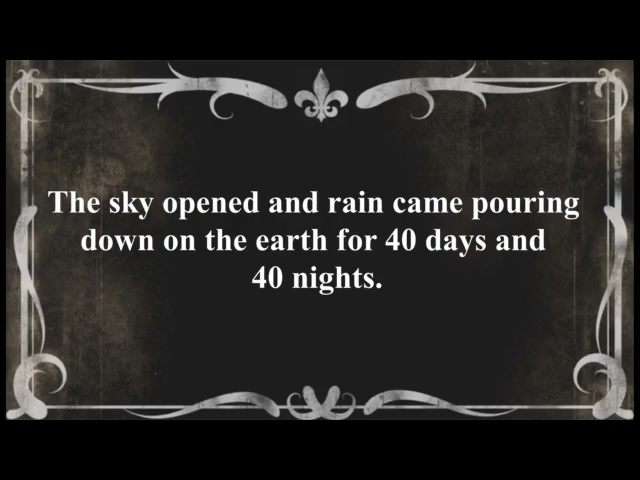 The sky opened and rain came pouring
down on the earth for 40 days and
40 nights.